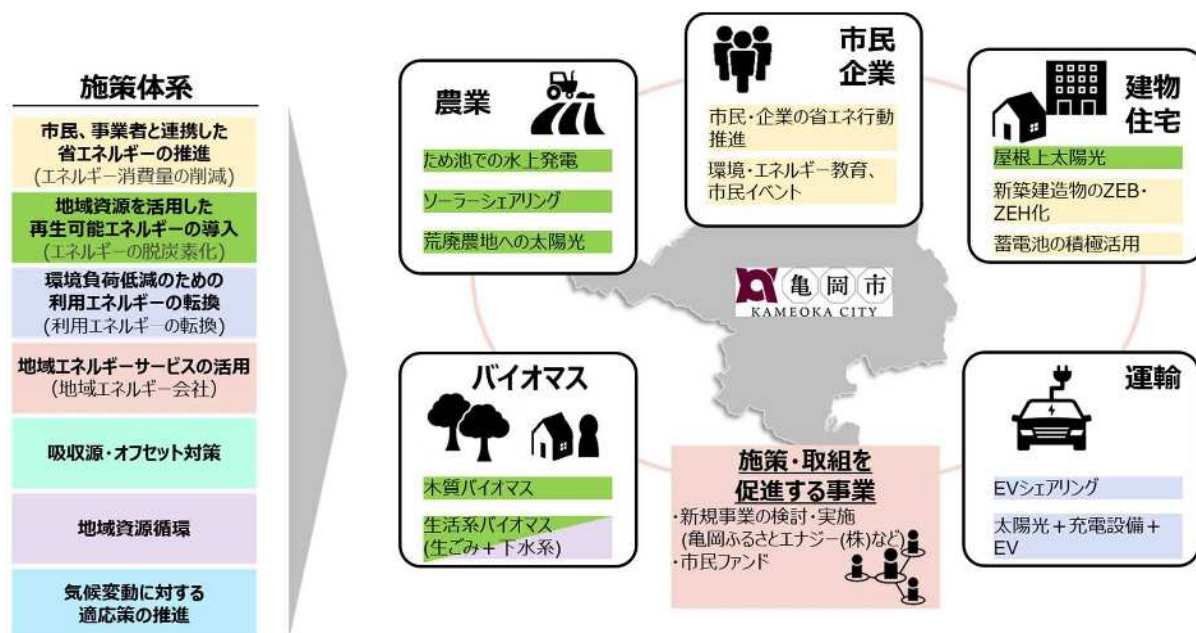 施策体系
市民、事業者と連携した
省エネルギーの推進
(エネルギー消費量の削減)
地域資源を活用した
再生可能エネルギーの導入
(エネルギーの脱炭素化)
環境負荷低減のための
利用エネルギーの転換
(利用エネルギーの転換)
地域エネルギーサービスの活用
(地域エネルギー会社)
吸収源・オフセット対策
地域資源循環
気候変動に対する
適応策の推進
農業
ため池での水上発電
ソーラーシェアリング
荒廃農地への太陽光
市民
企業
市民・企業の省エネ行動
推進
環境・エネルギー教育、
市民イベント
建物
住宅
屋根上太陽光
新築建造物のZEB・
ZEH化
蓄電池の積極活用
亀岡市
KAMEOKA CITY
バイオマス
木質バイオマス
生活系バイオマス
(生ごみ+下水系)
施策・取組を
促進する事業
・新規事業の検討・実施
(亀岡ふるさとエナジー(株)など)
・市民ファンド
運輸
EVシェアリング
太陽光+充電設備+
EV